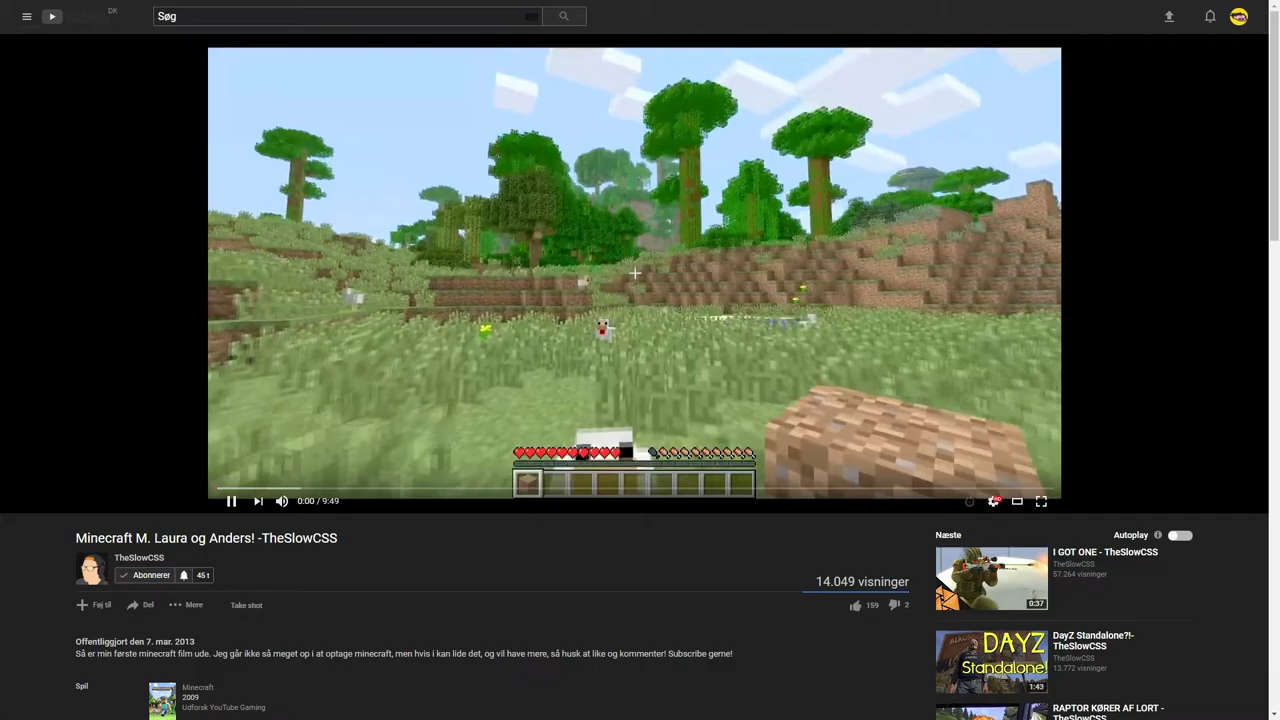 DK
Søg
0:00 / 9:49
HD
Minecraft M. Laura og Anders! -TheSlowCSS
TheSlowCSS
Abonnerer
45 t
14.049 visninger
Føj til
Del
Mere
Take shot
159
2
Offentliggjort den 7. mar. 2013
Så er min første minecraft film ude. Jeg går ikke så meget op i at optage minecraft, men hvis i kan lide det, og vil have mere, så husk at like og kommenter! Subscribe gerne!
Spil
Minecraft
2009
Udforsk YouTube Gaming
Næste
Autoplay
I GOT ONE - TheSlowCSS
TheSlowCSS
57.264 visninger
0:37
DAYZ
Standalone!
1:43
DayZ Standalone?!-
TheSlowCSS
TheSlowCSS
13.772 visninger
RAPTOR KØRER AF LORT -
TheSlowCSS